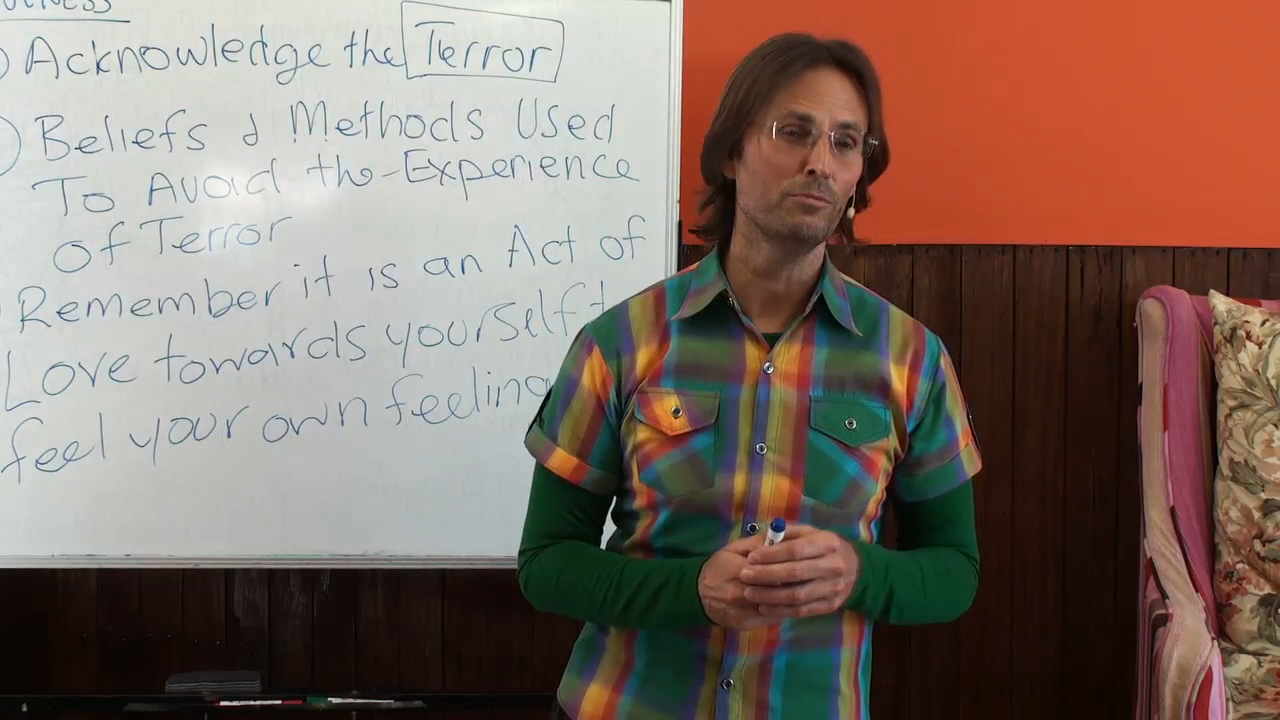 Acknowledge the Terror
Beliefs & Methods Used
To Avoid the Experience
of Terror
Remember it is an Act of
Love towards yourself
feel your own feeling